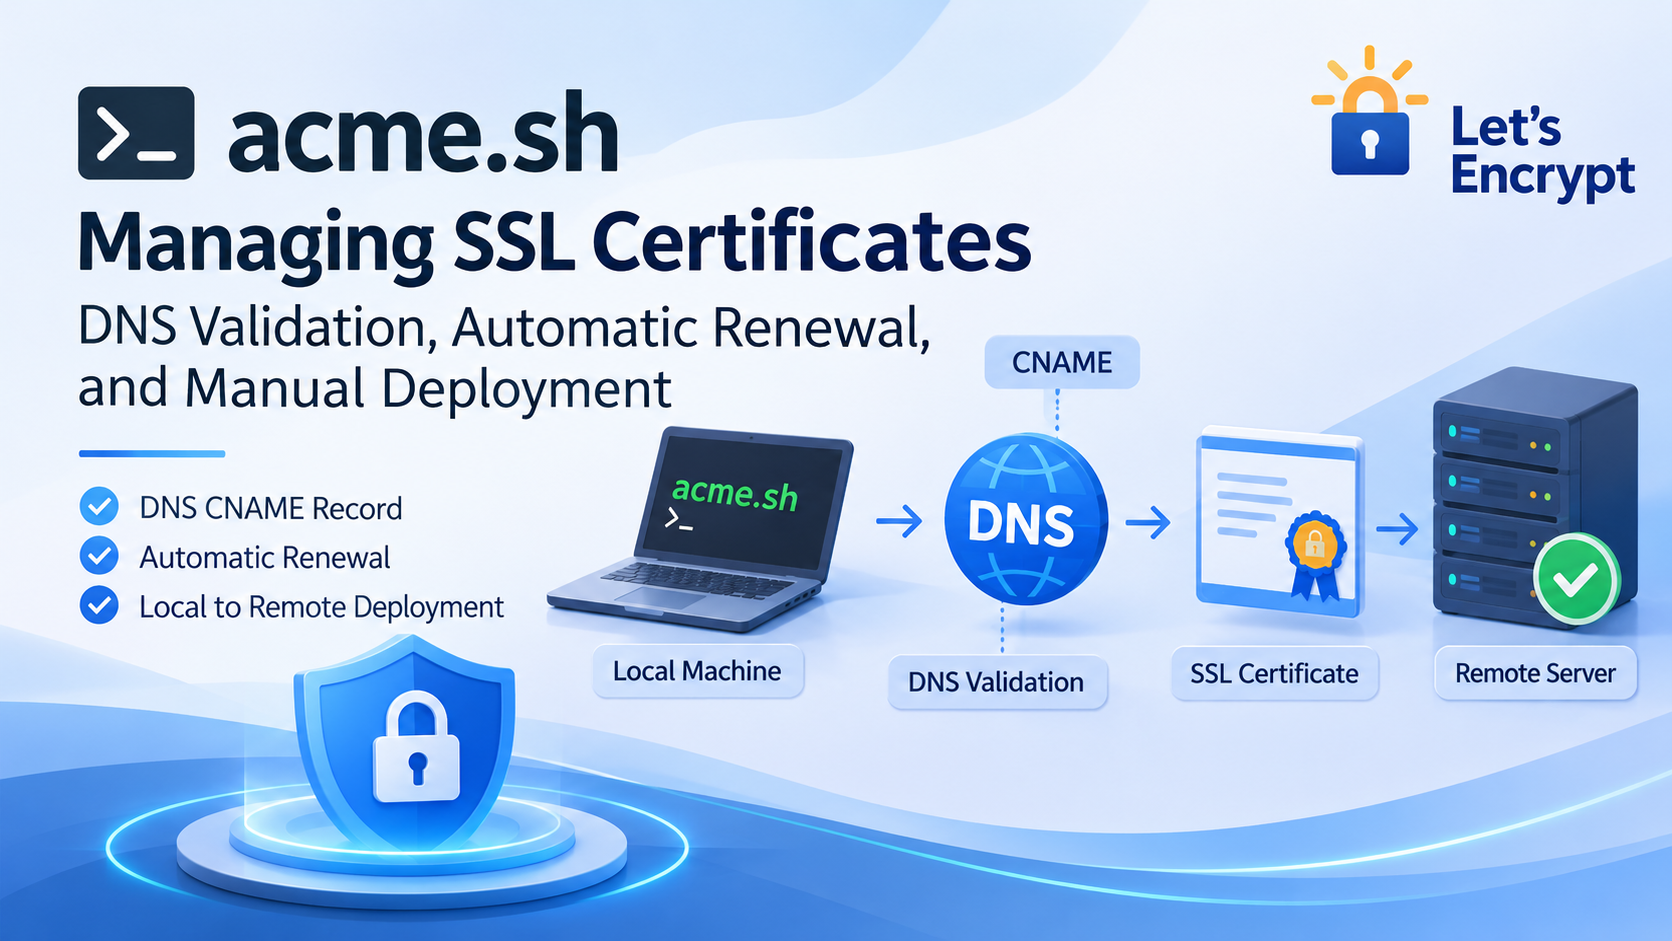 >_ acme.sh
Let's
Encrypt
Managing SSL Certificates
DNS Validation, Automatic Renewal,
and Manual Deployment
DNS CNAME Record
Automatic Renewal
Local to Remote Deployment
CNAME
acme.sh
>_
DNS
Local Machine
DNS Validation
SSL Certificate
Remote Server